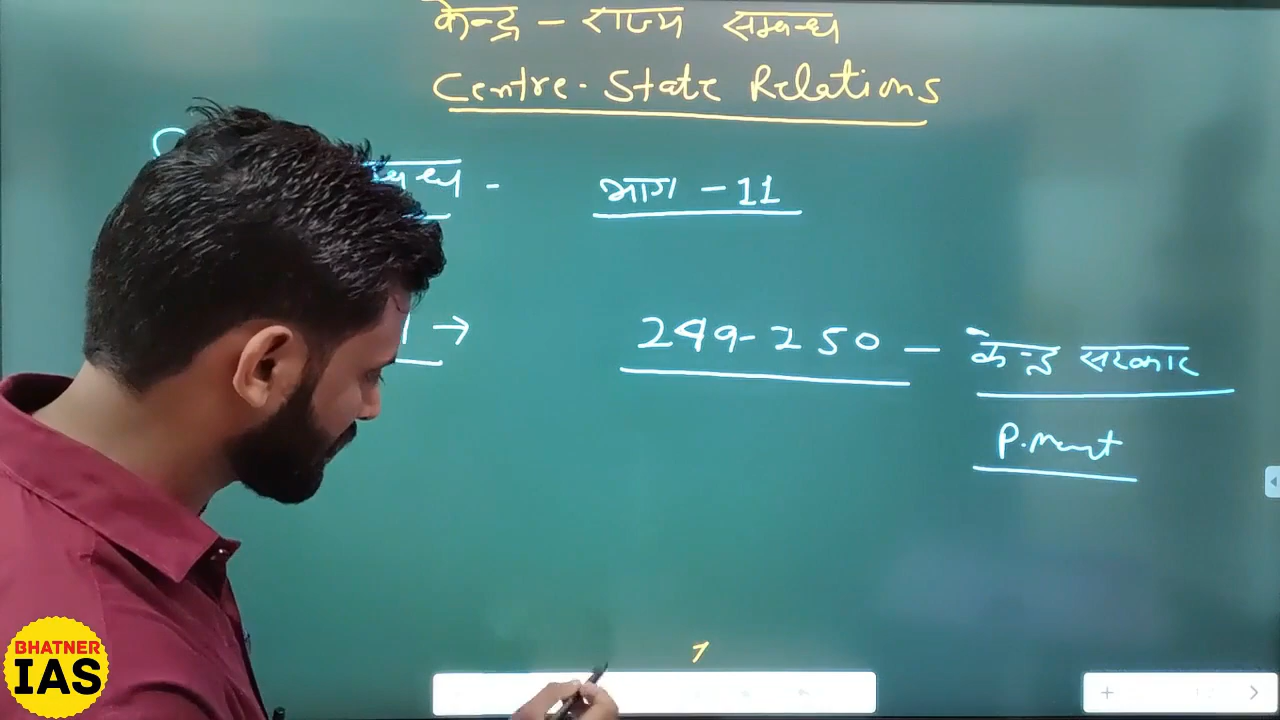 केन्द्र - राज्य सम्बन्ध
Centre-State Relations
भाग - 11
→ 249-250 - केन्द्र सरकार
P.Ment
BHATNER
IAS